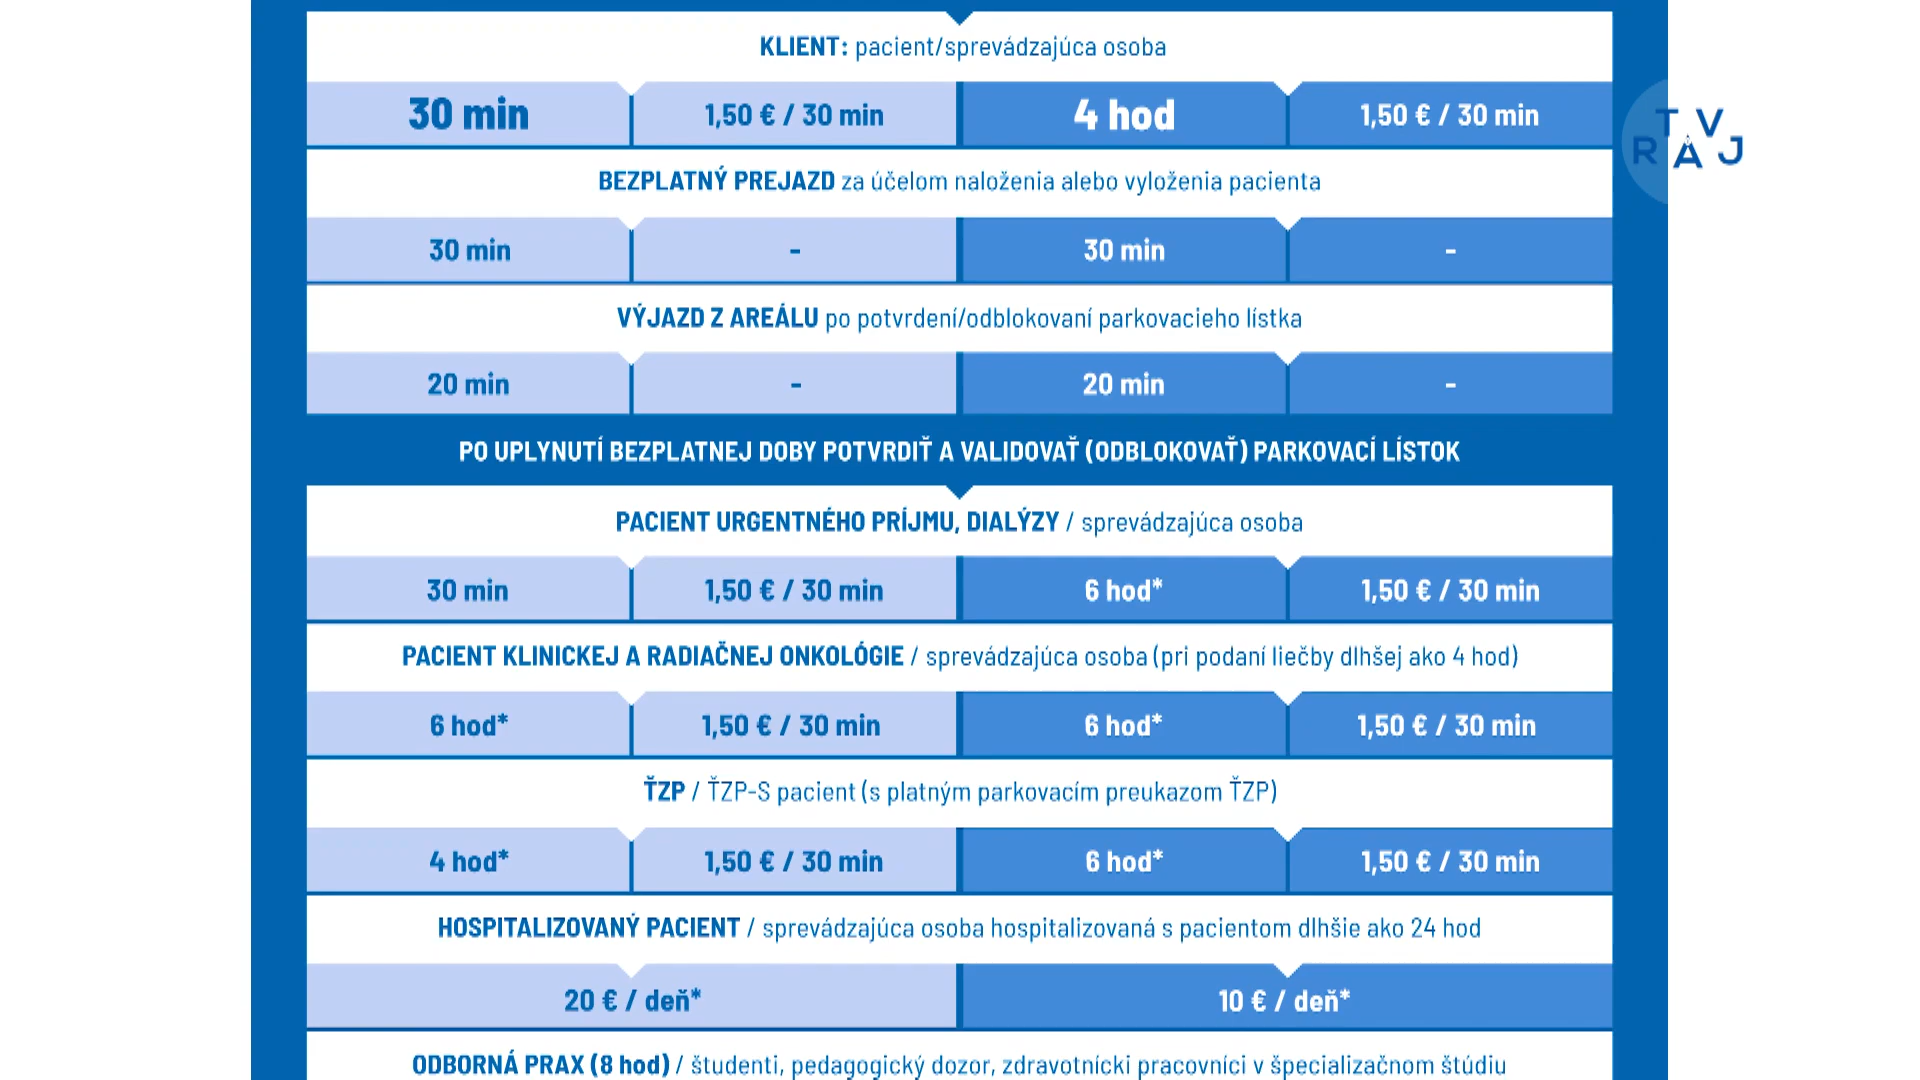 KLIENT: pacient/sprevádzajúca osoba
30 min 1,50 € / 30 min 4 hod 1,50 € / 30 min
TV
RAJ
BEZPLATNÝ PREJAZD za účelom naloženia alebo vyloženia pacienta
30 min - 30 min -
VÝJAZD Z AREÁLU po potvrdení/odblokovaní parkovacieho lístka
20 min - 20 min -
PO UPLYNUTÍ BEZPLATNEJ DOBY POTVRDIŤ A VALIDOVAŤ (ODBLOKOVAŤ) PARKOVACÍ LÍSTOK
PACIENT URGENTNÉHO PRÍJMU, DIALÝZY / sprevádzajúca osoba
30 min 1,50 € / 30 min 6 hod* 1,50 € / 30 min
PACIENT KLINICKEJ A RADIAČNEJ ONKOLÓGIE / sprevádzajúca osoba (pri podaní liečby dlhšej ako 4 hod)
6 hod* 1,50 € / 30 min 6 hod* 1,50 € / 30 min
ŤZP / ŤZP-S pacient (s platným parkovacím preukazom ŤZP)
4 hod* 1,50 € / 30 min 6 hod* 1,50 € / 30 min
HOSPITALIZOVANÝ PACIENT / sprevádzajúca osoba hospitalizovaná s pacientom dlhšie ako 24 hod
20 € / deň* 10 € / deň*
ODBORNÁ PRAX (8 hod) / študenti, pedagogický dozor, zdravotnícki pracovníci v špecializačnom štúdiu